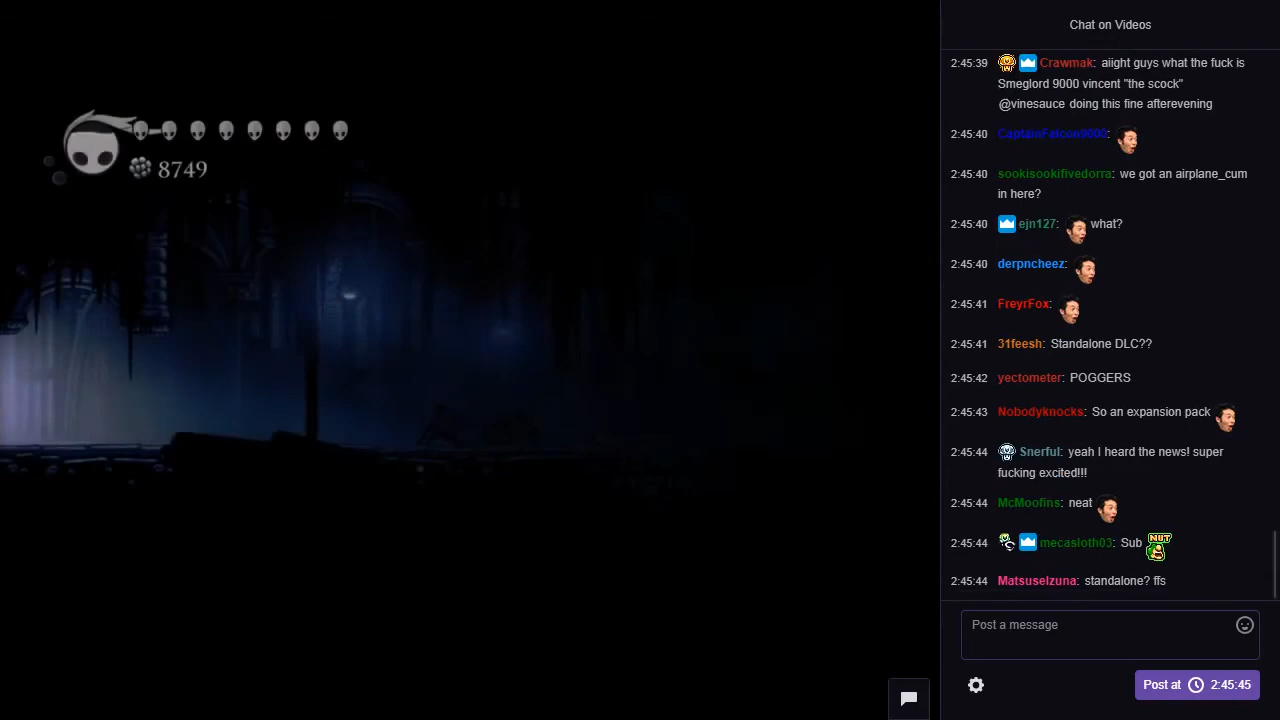 8749
Chat on Videos
2:45:39 Crawmak: aiight guys what the fuck is
Smeglord 9000 vincent "the scock"
@vinesauce doing this fine afterevening
2:45:40 CaptainFalcon9000:
2:45:40 sookisookifivedorra: we got an airplane_cum
in here?
2:45:40 ejn127: what?
2:45:40 derpncheez:
2:45:41 FreyrFox:
2:45:41 31feesh: Standalone DLC??
2:45:42 yectometer: POGGERS
2:45:43 Nobodyknocks: So an expansion pack
2:45:44 Snerful: yeah I heard the news! super
fucking excited!!!
2:45:44 McMoofins: neat
2:45:44 mecasloth03: Sub NUT
2:45:44 Matsuselzuna: standalone? ffs
Post a message
Post at 2:45:45